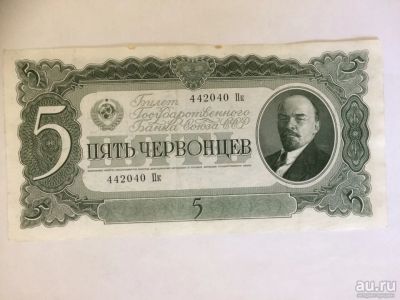 442040 Пк
Билет
Государственного
Банка Союза ССР
5
ПЯТЬ ЧЕРВОНЦЕВ
442040 Пк
5
au.ru